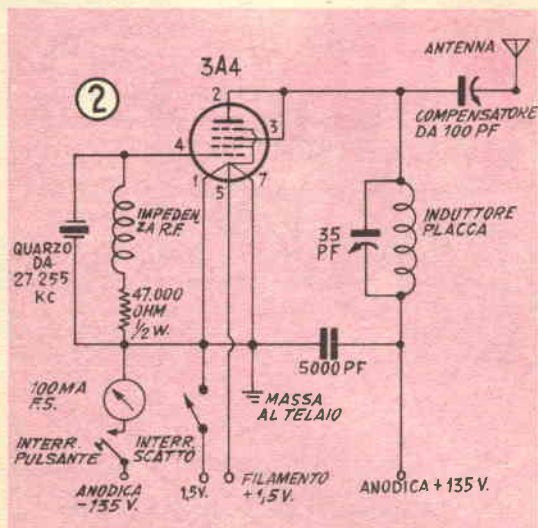 2
3A4
ANTENNA
COMPENSATORE
DA 100 PF
2
3
4
1
5
7
QUARZO
DA
27.255
KC
IMPEDEN
ZA R.F.
47.000
OHM
1/2 W.
35
PF
INDUTTORE
PLACCA
5000 PF
100 MA
F.S.
MASSA
AL TELAIO
INTERR.
PULSANTE
INTERR.
SCATTO
ANODICA
-135 V.
1,5V.
FILAMENTO
+1,5V.
ANODICA +135 V.